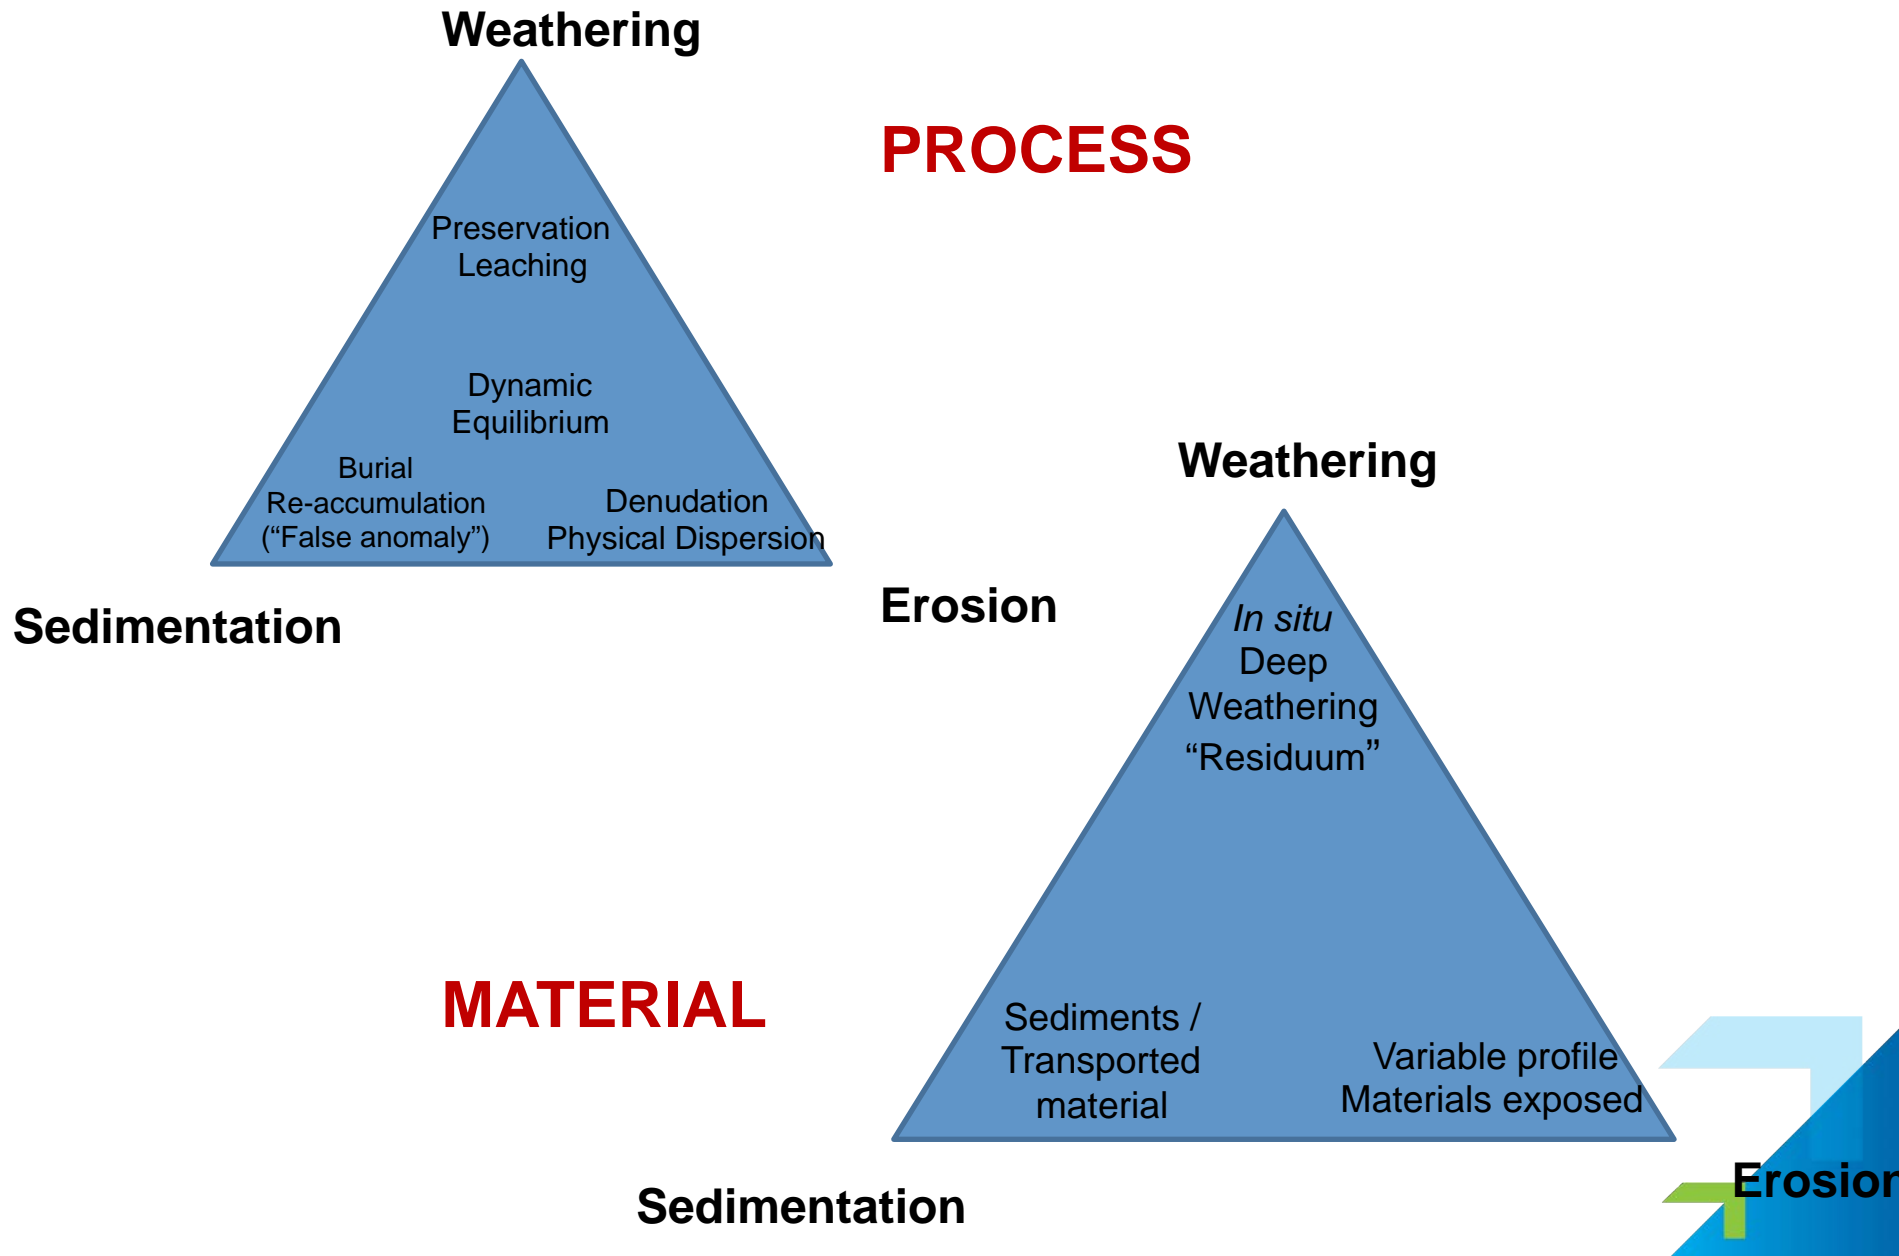 Weathering
PROCESS
Preservation
Leaching
Dynamic
Equilibrium
Burial
Re-accumulation
(“False anomaly”)
Denudation
Physical Dispersion
Sedimentation
Erosion
Weathering
In situ
Deep
Weathering
“Residuum”
MATERIAL
Sediments /
Transported
material
Variable profile
Materials exposed
Sedimentation
Erosion